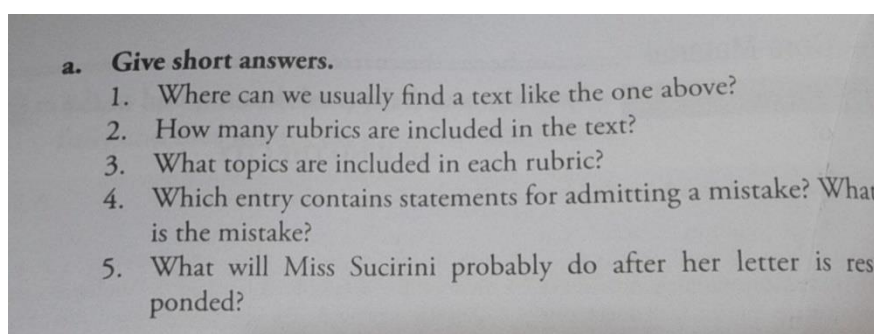 a. Give short answers.
1. Where can we usually find a text like the one above?
2. How many rubrics are included in the text?
3. What topics are included in each rubric?
4. Which entry contains statements for admitting a mistake? What
is the mistake?
5. What will Miss Sucirini probably do after her letter is res
ponded?